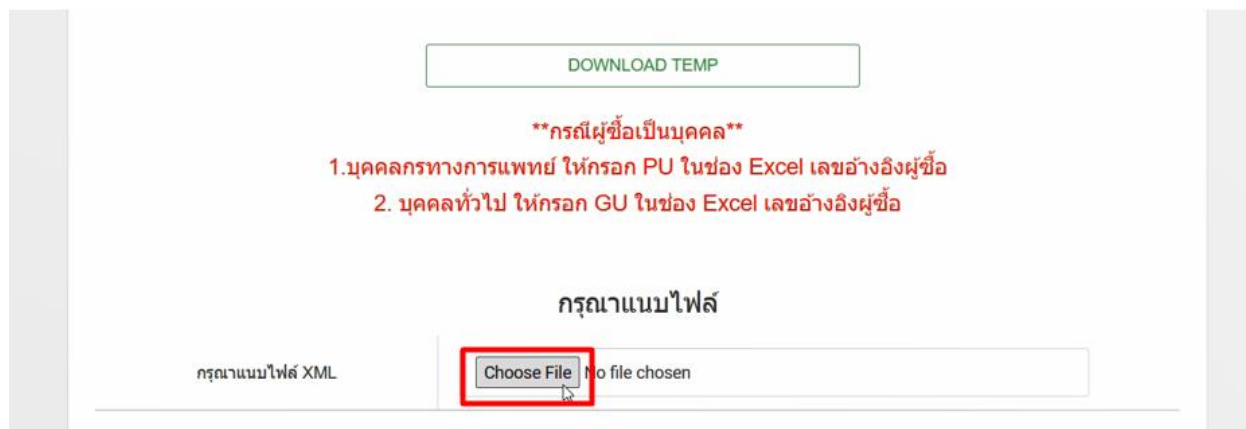 DOWNLOAD TEMP
**กรณีผู้ซื้อเป็นบุคคล**
1.บุคคลกรทางการแพทย์ ให้กรอก PU ในช่อง Excel เลขอ้างอิงผู้ซื้อ
2. บุคคลทั่วไป ให้กรอก GU ในช่อง Excel เลขอ้างอิงผู้ซื้อ
กรุณาแนบไฟล์
กรุณาแนบไฟล์ XML Choose File No file chosen